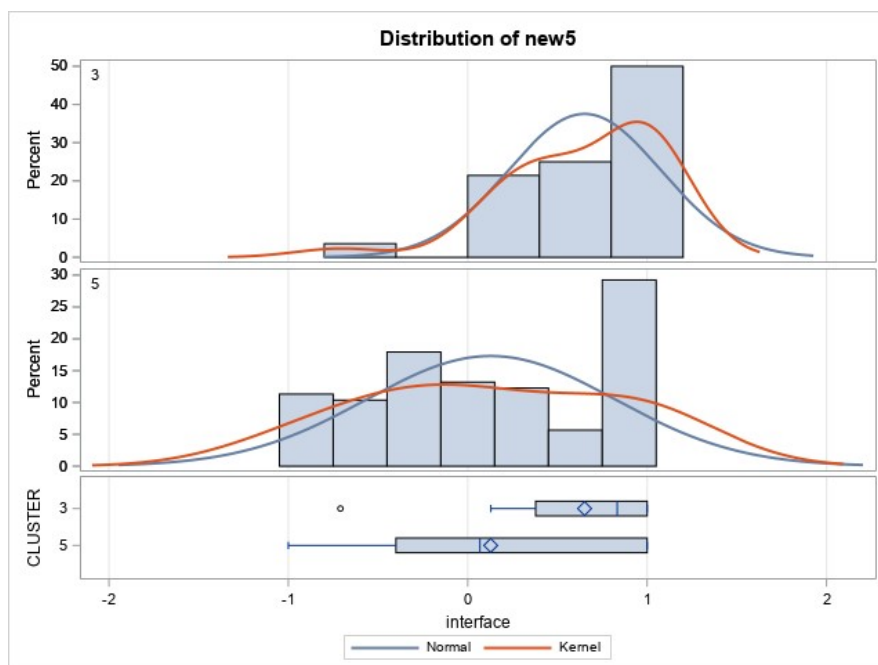 Distribution of new5
3
Percent
50
40
30
20
10
0
5
Percent
30
25
20
15
10
5
0
CLUSTER
3
5
-2 -1 0 1 2
interface
Normal Kernel